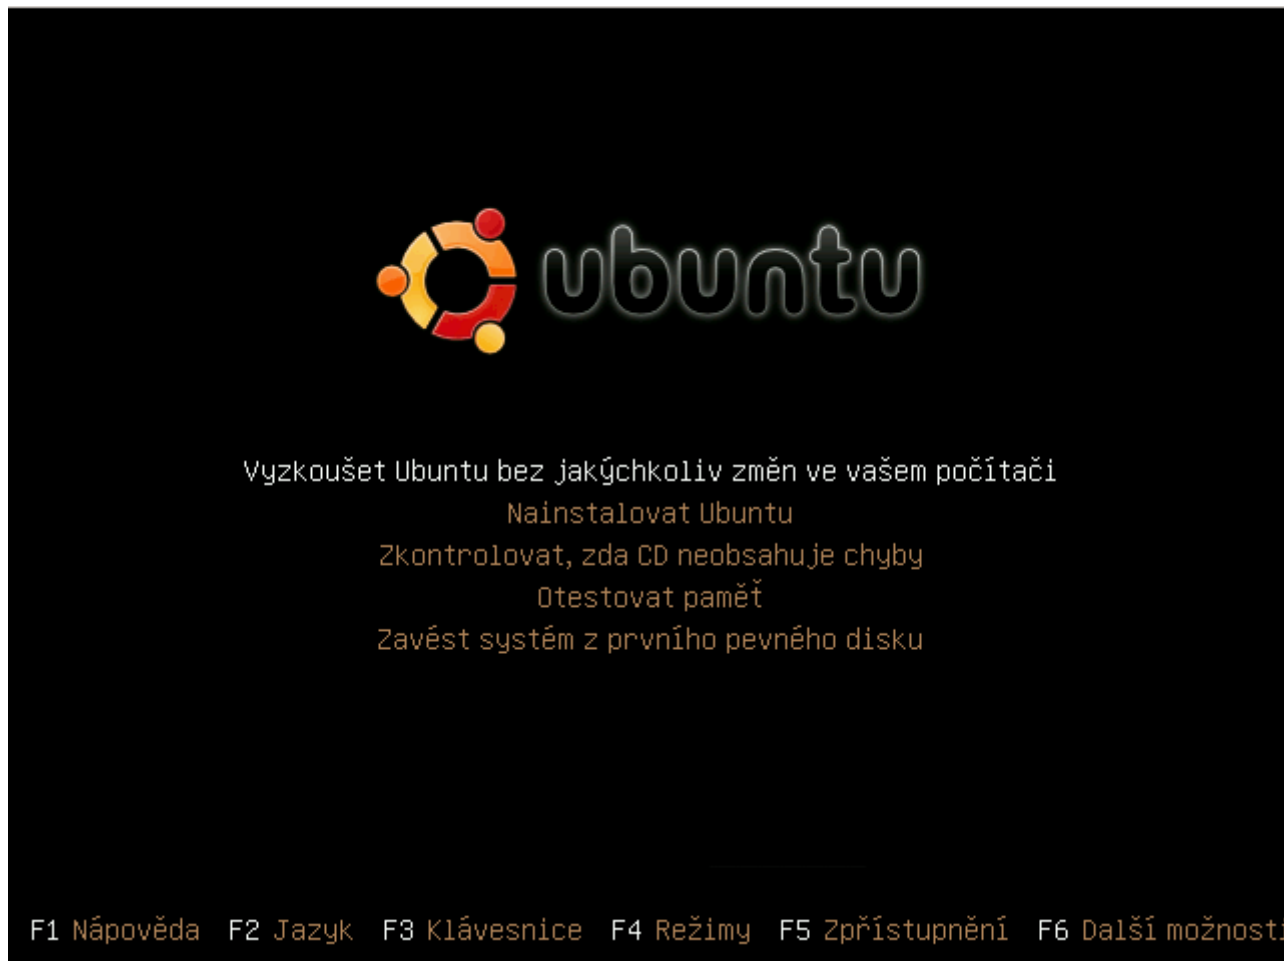 ubuntu
Vyzkoušet Ubuntu bez jakýchkoliv změn ve vašem počítači
Nainstalovat Ubuntu
Zkontrolovat, zda CD neobsahuje chyby
Otestovat paměť
Zavést systém z prvního pevného disku
F1 Nápověda F2 Jazyk F3 Klávesnice F4 Režimy F5 Zpřístupnění F6 Další možnosti